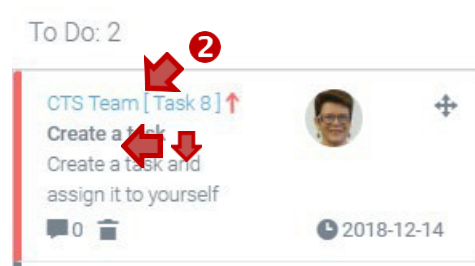 To Do: 2
2
CTS Team [ Task 8 ]
Create a task
Create a task and
assign it to yourself
0
2018-12-14